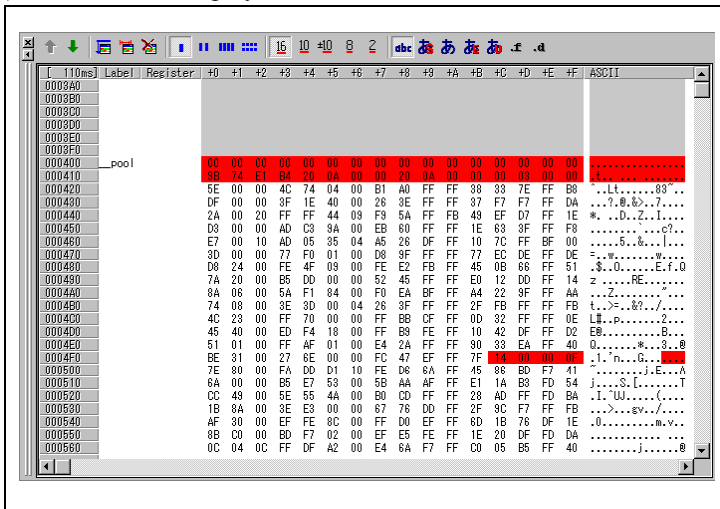 16 10 ±10 8 2 abc あ .f .d
[ 110ms] Label Register +0 +1 +2 +3 +4 +5 +6 +7 +8 +9 +A +B +C +D +E +F ASCII
0003A0
0003B0
0003C0
0003D0
0003E0
0003F0
000400 __pool 00 00 00 00 00 00 00 00 00 00 00 00 00 00 00 00 ................
000410 9B 74 E1 B4 20 0A 00 00 20 0A 00 00 00 03 00 00
000420 5E 00 00 4C 74 04 00 B1 A0 FF FF 38 33 7E FF B8 ^..Lt......83~..
000430 DF 00 00 3F 1E 40 00 26 3E FF FF 37 F7 F7 FF DA ...?.@.&>..7....
000440 2A 00 20 FF FF 44 09 F9 5A FF FB 49 EF D7 FF 1E *. ..D..Z..I....
000450 D3 00 00 AD C3 9A 00 EB 60 FF FF 1E 63 3F FF F8 ........`...c?..
000460 E7 00 10 AD 05 35 04 A5 26 DF FF 10 7C FF BF 00 .....5..&...|...
000470 3D 00 00 77 F0 01 00 D8 9F FF FF 77 EC DE FF DE =..w.......w....
000480 D8 24 00 FE 4F 09 00 FE E2 FB FF 45 0B 66 FF 51 .$..O......E.f.Q
000490 7A 20 00 B5 DD 00 00 52 45 FF FF E0 12 DD FF 14 z .....RE.......
0004A0 8A 06 00 5A F1 84 00 F0 EA BF FF A4 22 9F FF AA ...Z........"...
0004B0 74 08 00 3E 3D 00 04 26 3F FF FF 2F FB FF FF FB t..>=..&?../....
0004C0 4C 23 00 FF 70 00 00 FF BB CF FF 0D 32 FF FF 0E L#..p.......2...
0004D0 45 40 00 ED F4 18 00 FF B9 FE FF 10 42 DF FF D2 E@..........B...
0004E0 51 01 00 FF AF 01 00 E4 2A FF FF 90 33 EA FF 40 Q.......*...3..@
0004F0 BE 31 00 27 6E 00 00 FC 47 EF FF 7F 14 00 00 0F .1.'n...G.......
000500 7E 80 00 FA DD D1 10 FE D6 6A FF 45 86 BD F7 41 ~........j.E...A
000510 6A 00 00 B5 E7 53 00 5B AA AF FF E1 1A B3 FD 54 j....S.[.......T
000520 CC 49 00 5E 55 4A 00 B0 CD FF FF 28 AD FF FD BA .I.^UJ.....(....
000530 1B 8A 00 3E E3 00 00 67 76 DD FF 2F 9C F7 FF FB ...>...gv../....
000540 AF 30 00 EF FE 8C 00 FF D0 EF FF 6D 1B 76 DF 1E .0.........m.v..
000550 8B C0 00 BD F7 02 00 EF E5 FE FF 1E 20 DF FD DA ............ ...
000560 0C 04 0C FF DF A2 00 E4 6A F7 FF C0 05 B5 FF 40 ........j......@